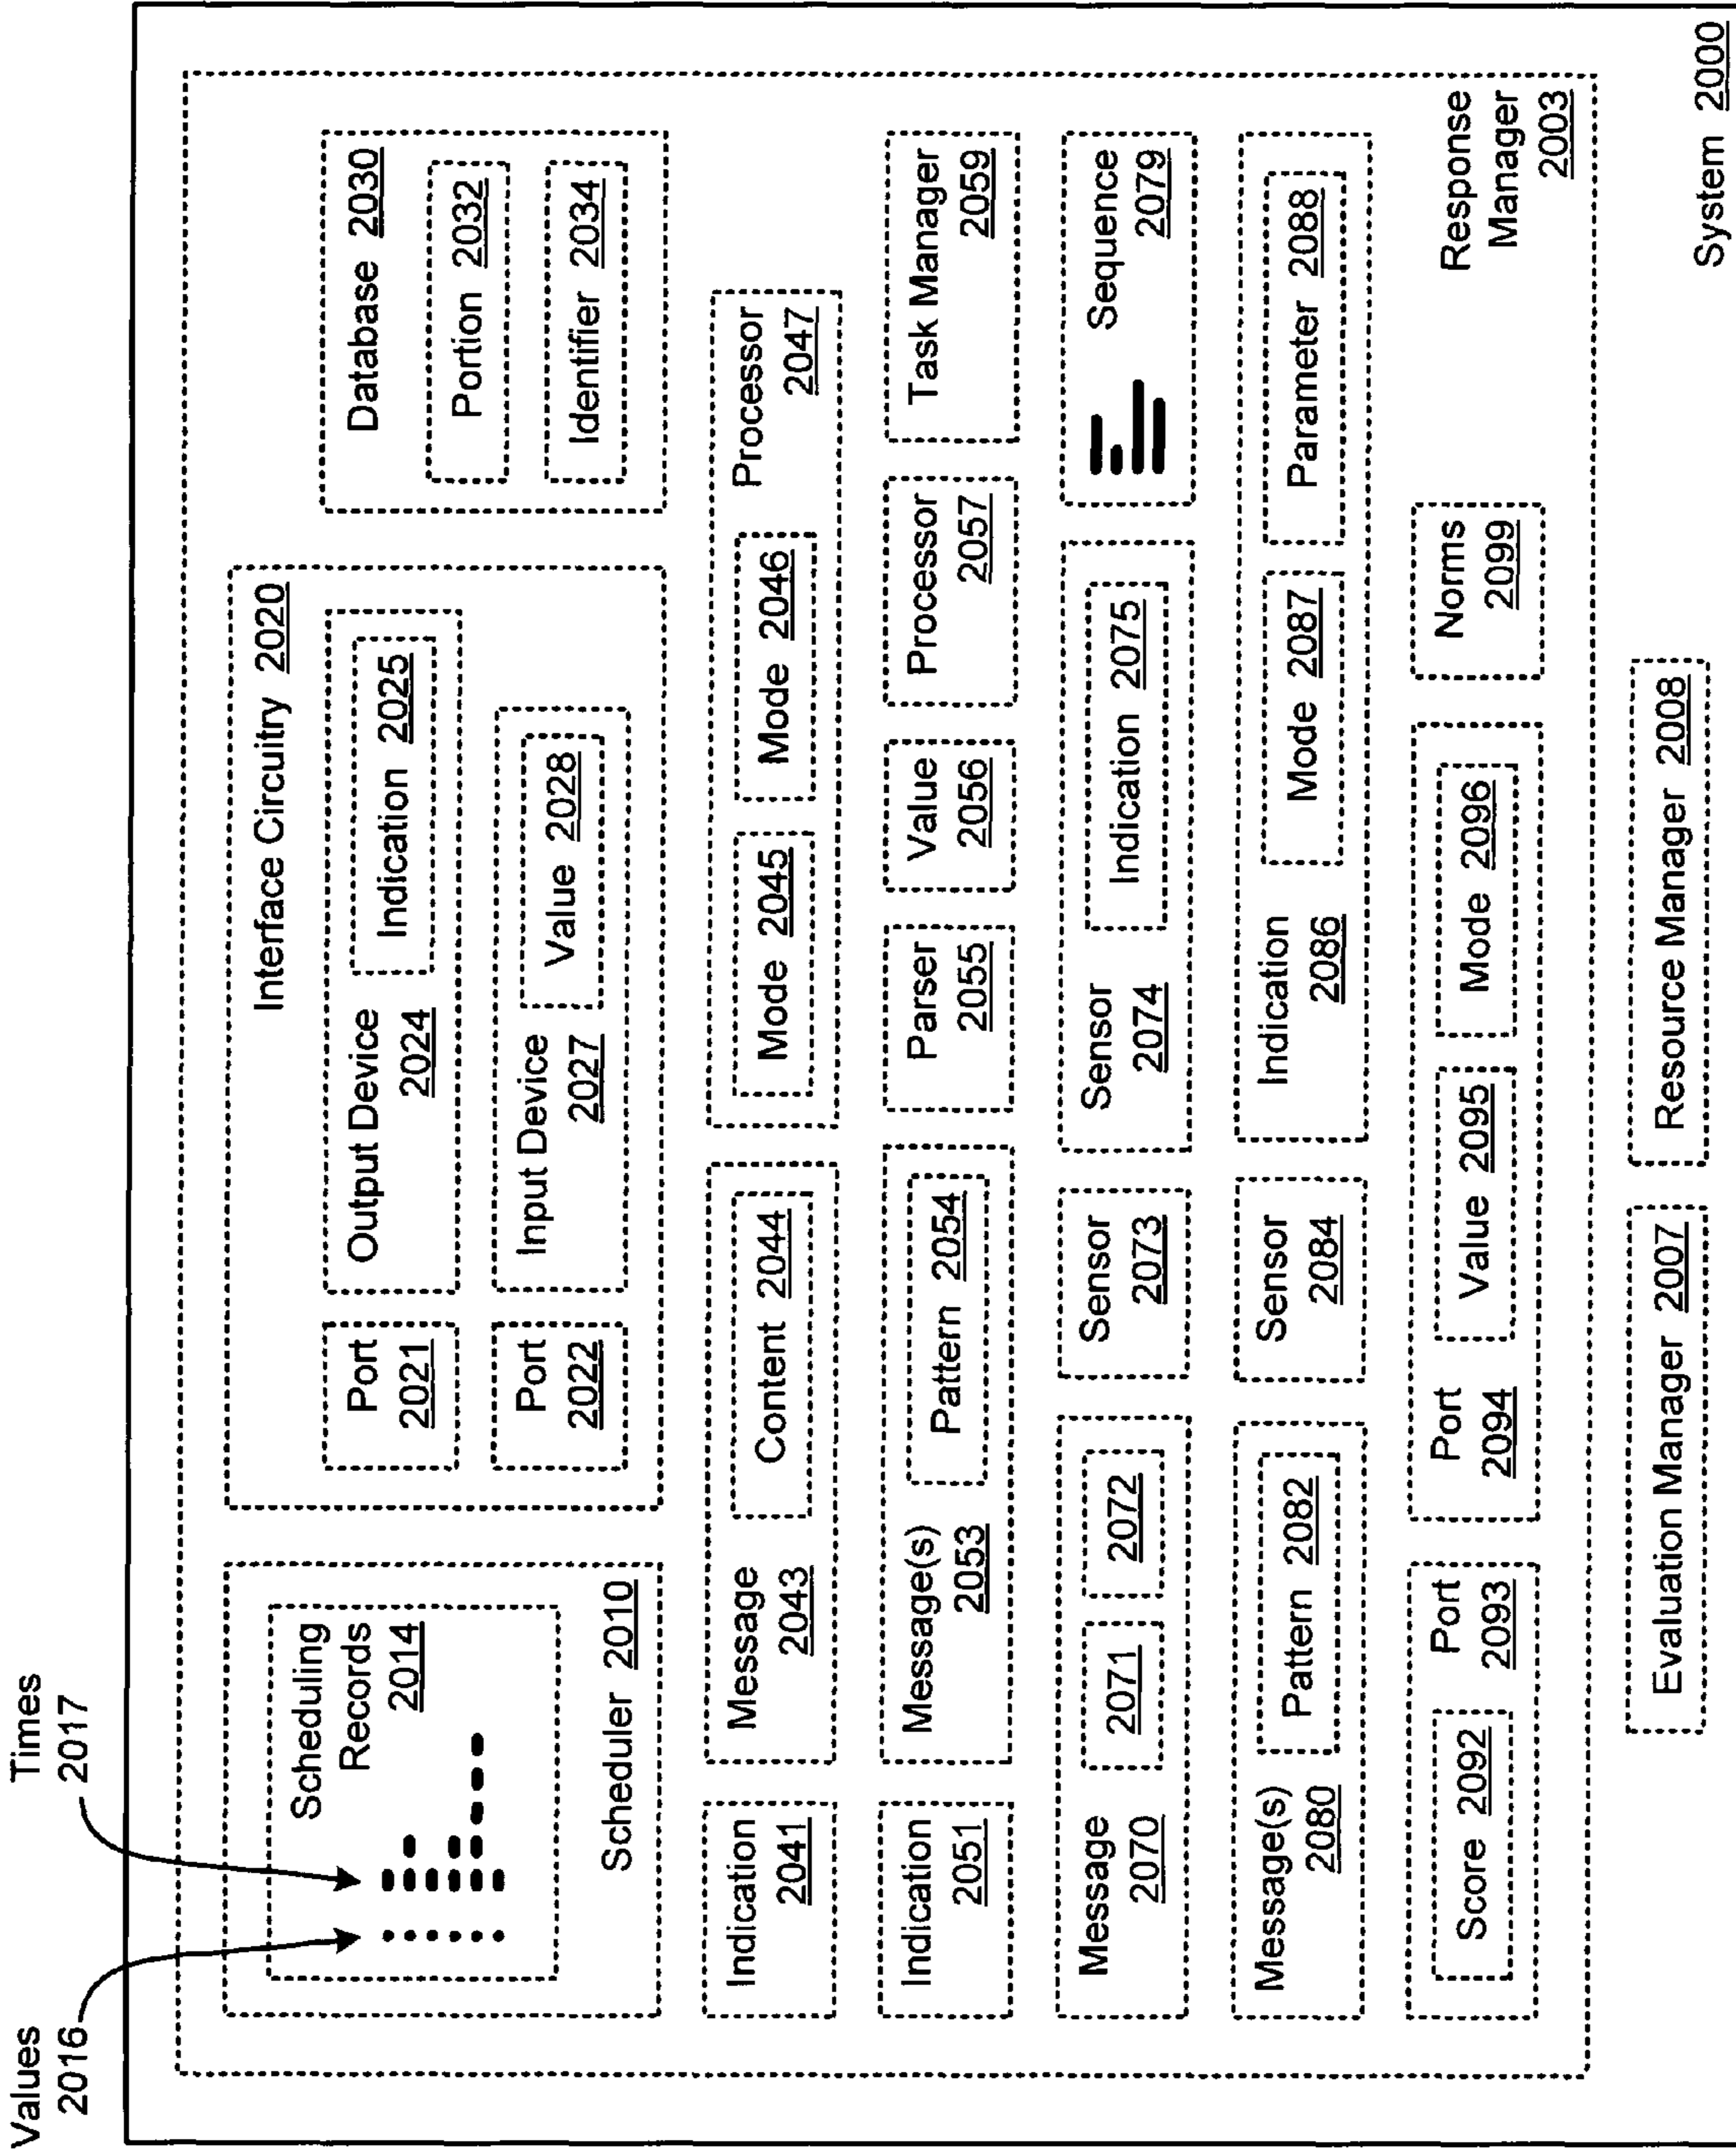 Values
2016
Times
2017
Scheduling
Records
2014
Scheduler 2010
Interface Circuitry 2020
Port
2021
Output Device
2024
Indication 2025
Port
2022
Input Device
2027
Value 2028
Database 2030
Portion 2032
Identifier 2034
Indication
2041
Message
2043
Content 2044
Mode 2045
Mode 2046
Processor
2047
Indication
2051
Message(s)
2053
Pattern 2054
Parser
2055
Value
2056
Processor
2057
Task Manager
2059
Message
2070
2071
2072
Sensor
2073
Sensor
2074
Indication 2075
Sequence
2079
Message(s)
2080
Pattern 2082
Sensor
2084
Indication
2086
Mode 2087
Parameter 2088
Score 2092
Port
2093
Port
2094
Value 2095
Mode 2096
Norms
2099
Response
Manager
2003
Evaluation Manager 2007
Resource Manager 2008
System 2000